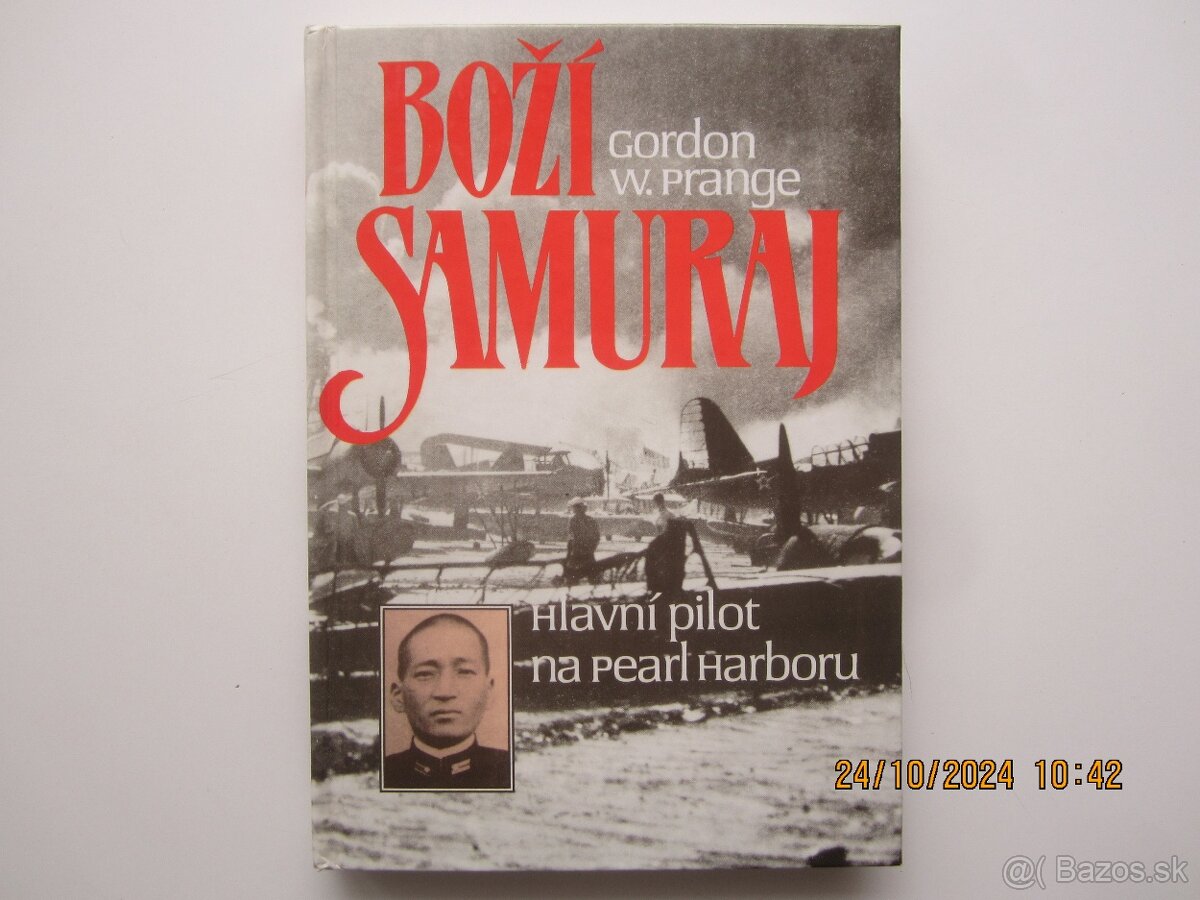 BOŽÍ
SAMURAJ
Gordon
W. Prange
Hlavní pilot
na Pearl Harboru
24/10/2024 10:42
@( Bazos.sk